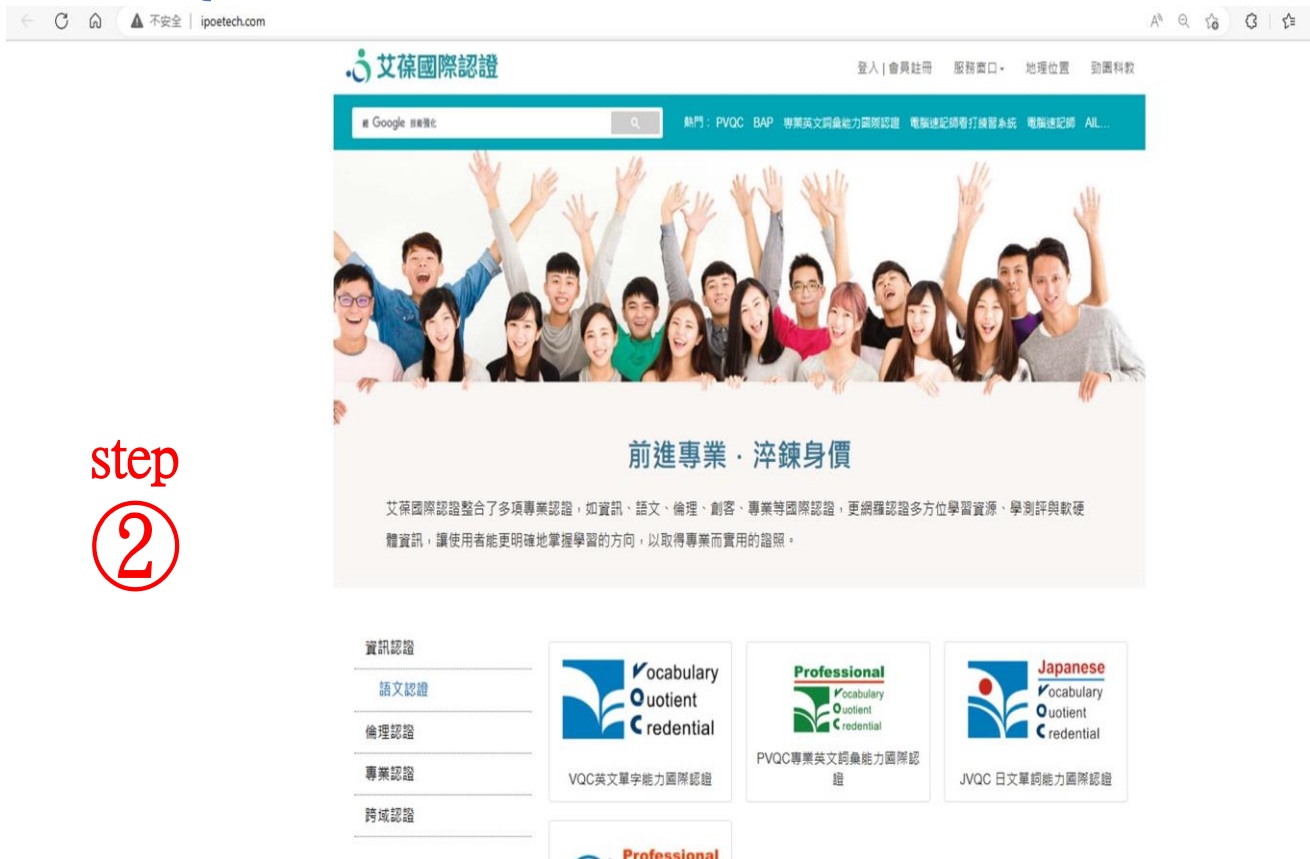 不安全 | ipoetech.com
艾葆國際認證
登入 | 會員註冊 服務窗口 地理位置 勁園科教
經 Google 技術強化
熱門： PVQC BAP 專業英文詞彙能力國際認證 電腦速記師看打練習系統 電腦速記師 AIL...
前進專業．淬鍊身價
step
②
艾葆國際認證整合了多項專業認證，如資訊、語文、倫理、創客、專業等國際認證，更網羅認證多方位學習資源、學測評與軟硬
體資訊，讓使用者能更明確地掌握學習的方向，以取得專業而實用的證照。
資訊認證
語文認證
倫理認證
專業認證
跨域認證
Vocabulary
Quotient
Credential
VQC英文單字能力國際認證
Professional
Vocabulary
Quotient
Credential
PVQC專業英文詞彙能力國際認
證
Japanese
Vocabulary
Quotient
Credential
JVQC 日文單詞能力國際認證
Professional